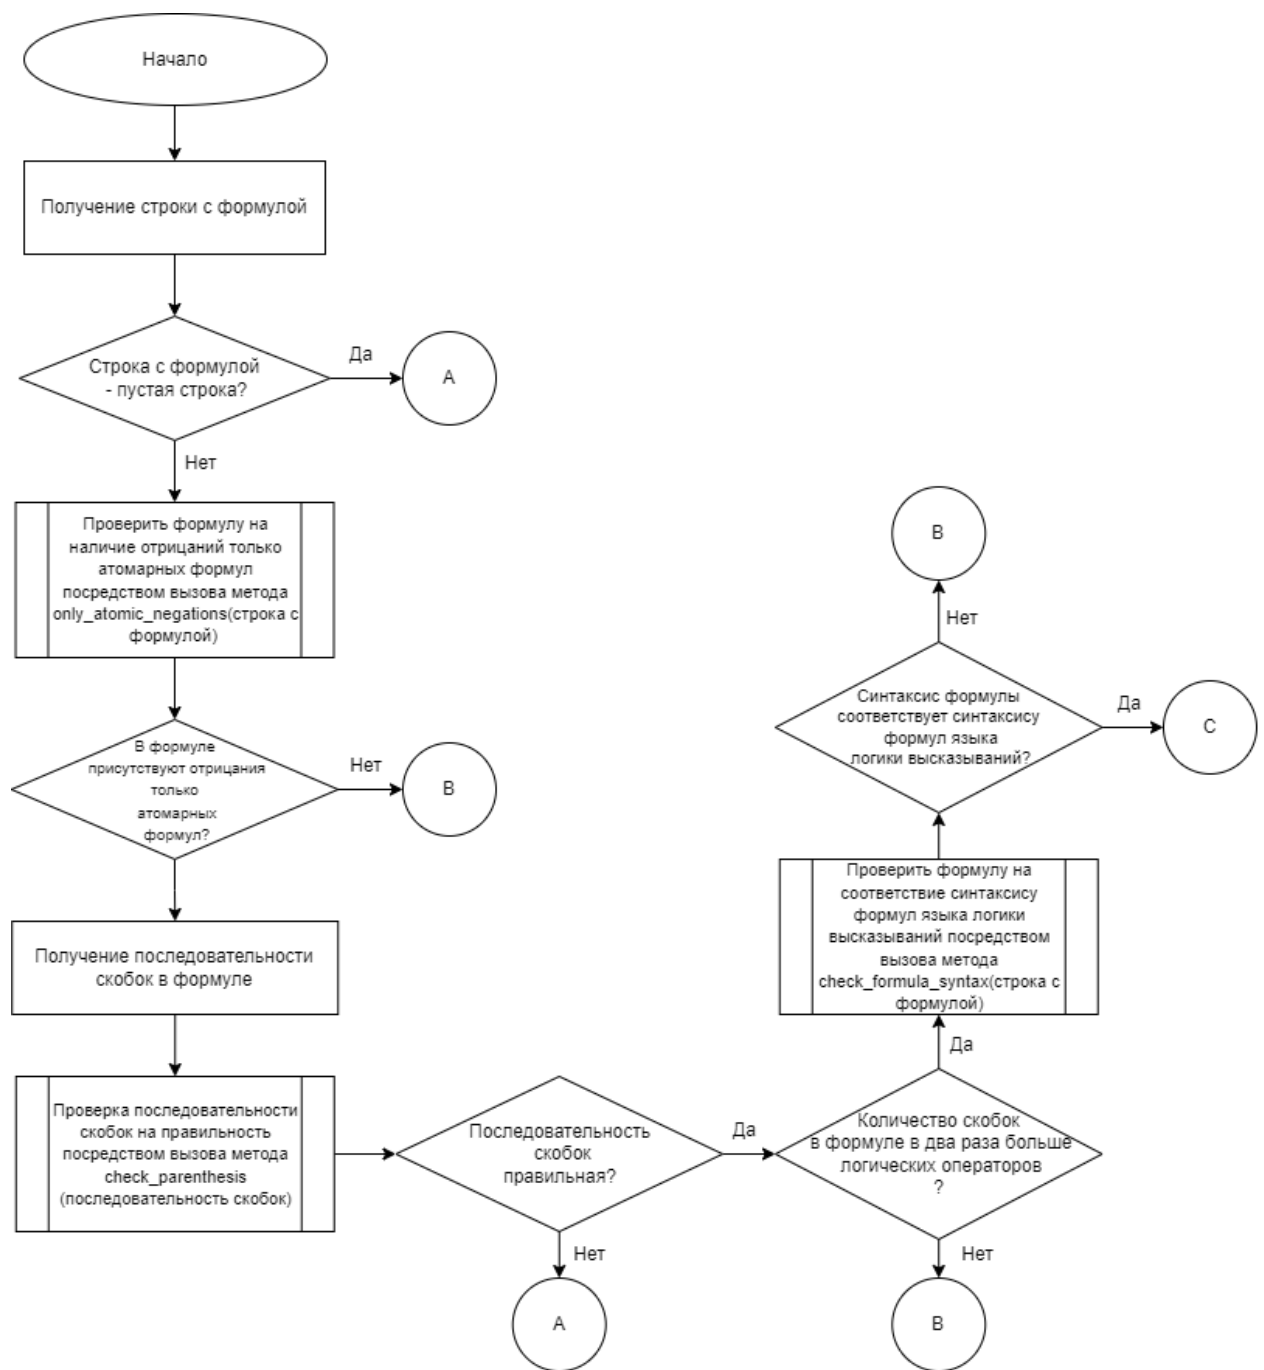 Начало
Получение строки с формулой
Строка с формулой
- пустая строка?
Да
A
Нет
Проверить формулу на
наличие отрицаний только
атомарных формул
посредством вызова метода
only_atomic_negations(строка с
формулой)
В формуле
присутствуют отрицания
только
атомарных
формул?
Нет
B
Получение последовательности
скобок в формуле
Проверка последовательности
скобок на правильность
посредством вызова метода
check_parenthesis
(последовательность скобок)
Последовательность
скобок
правильная?
Да
Нет
A
Количество скобок
в формуле в два раза больше
логических операторов
?
Нет
B
Да
Проверить формулу на
соответствие синтаксису
формул языка логики
высказываний посредством
вызова метода
check_formula_syntax(строка с
формулой)
Синтаксис формулы
соответствует синтаксису
формул языка
логики высказываний?
Да
C
Нет
B